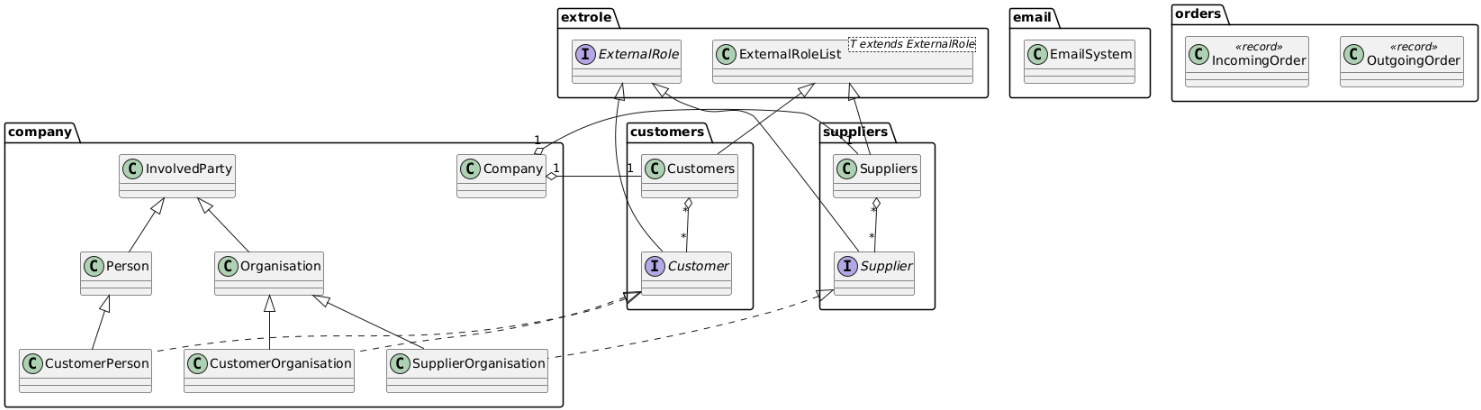 extrole
email
orders
I ExternalRole
C ExternalRoleList
T extends ExternalRole
C EmailSystem
C «record»
IncomingOrder
C «record»
OutgoingOrder
company
customers
suppliers
C InvolvedParty
C Company
1
1
1
1
C Customers
C Suppliers
*
*
*
*
C Person
C Organisation
I Customer
I Supplier
C CustomerPerson
C CustomerOrganisation
C SupplierOrganisation